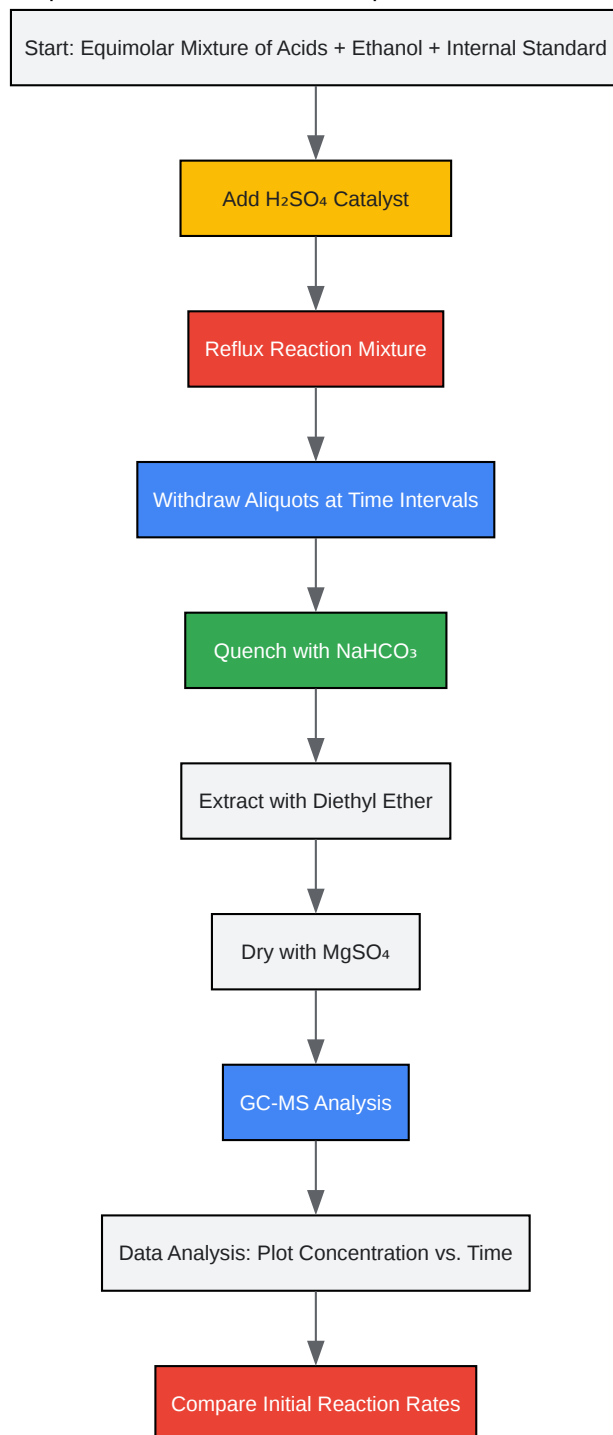 Start: Equimolar Mixture of Acids + Ethanol + Internal Standard
Add H₂SO₄ Catalyst
Reflux Reaction Mixture
Withdraw Aliquots at Time Intervals
Quench with NaHCO₃
Extract with Diethyl Ether
Dry with MgSO₄
GC-MS Analysis
Data Analysis: Plot Concentration vs. Time
Compare Initial Reaction Rates